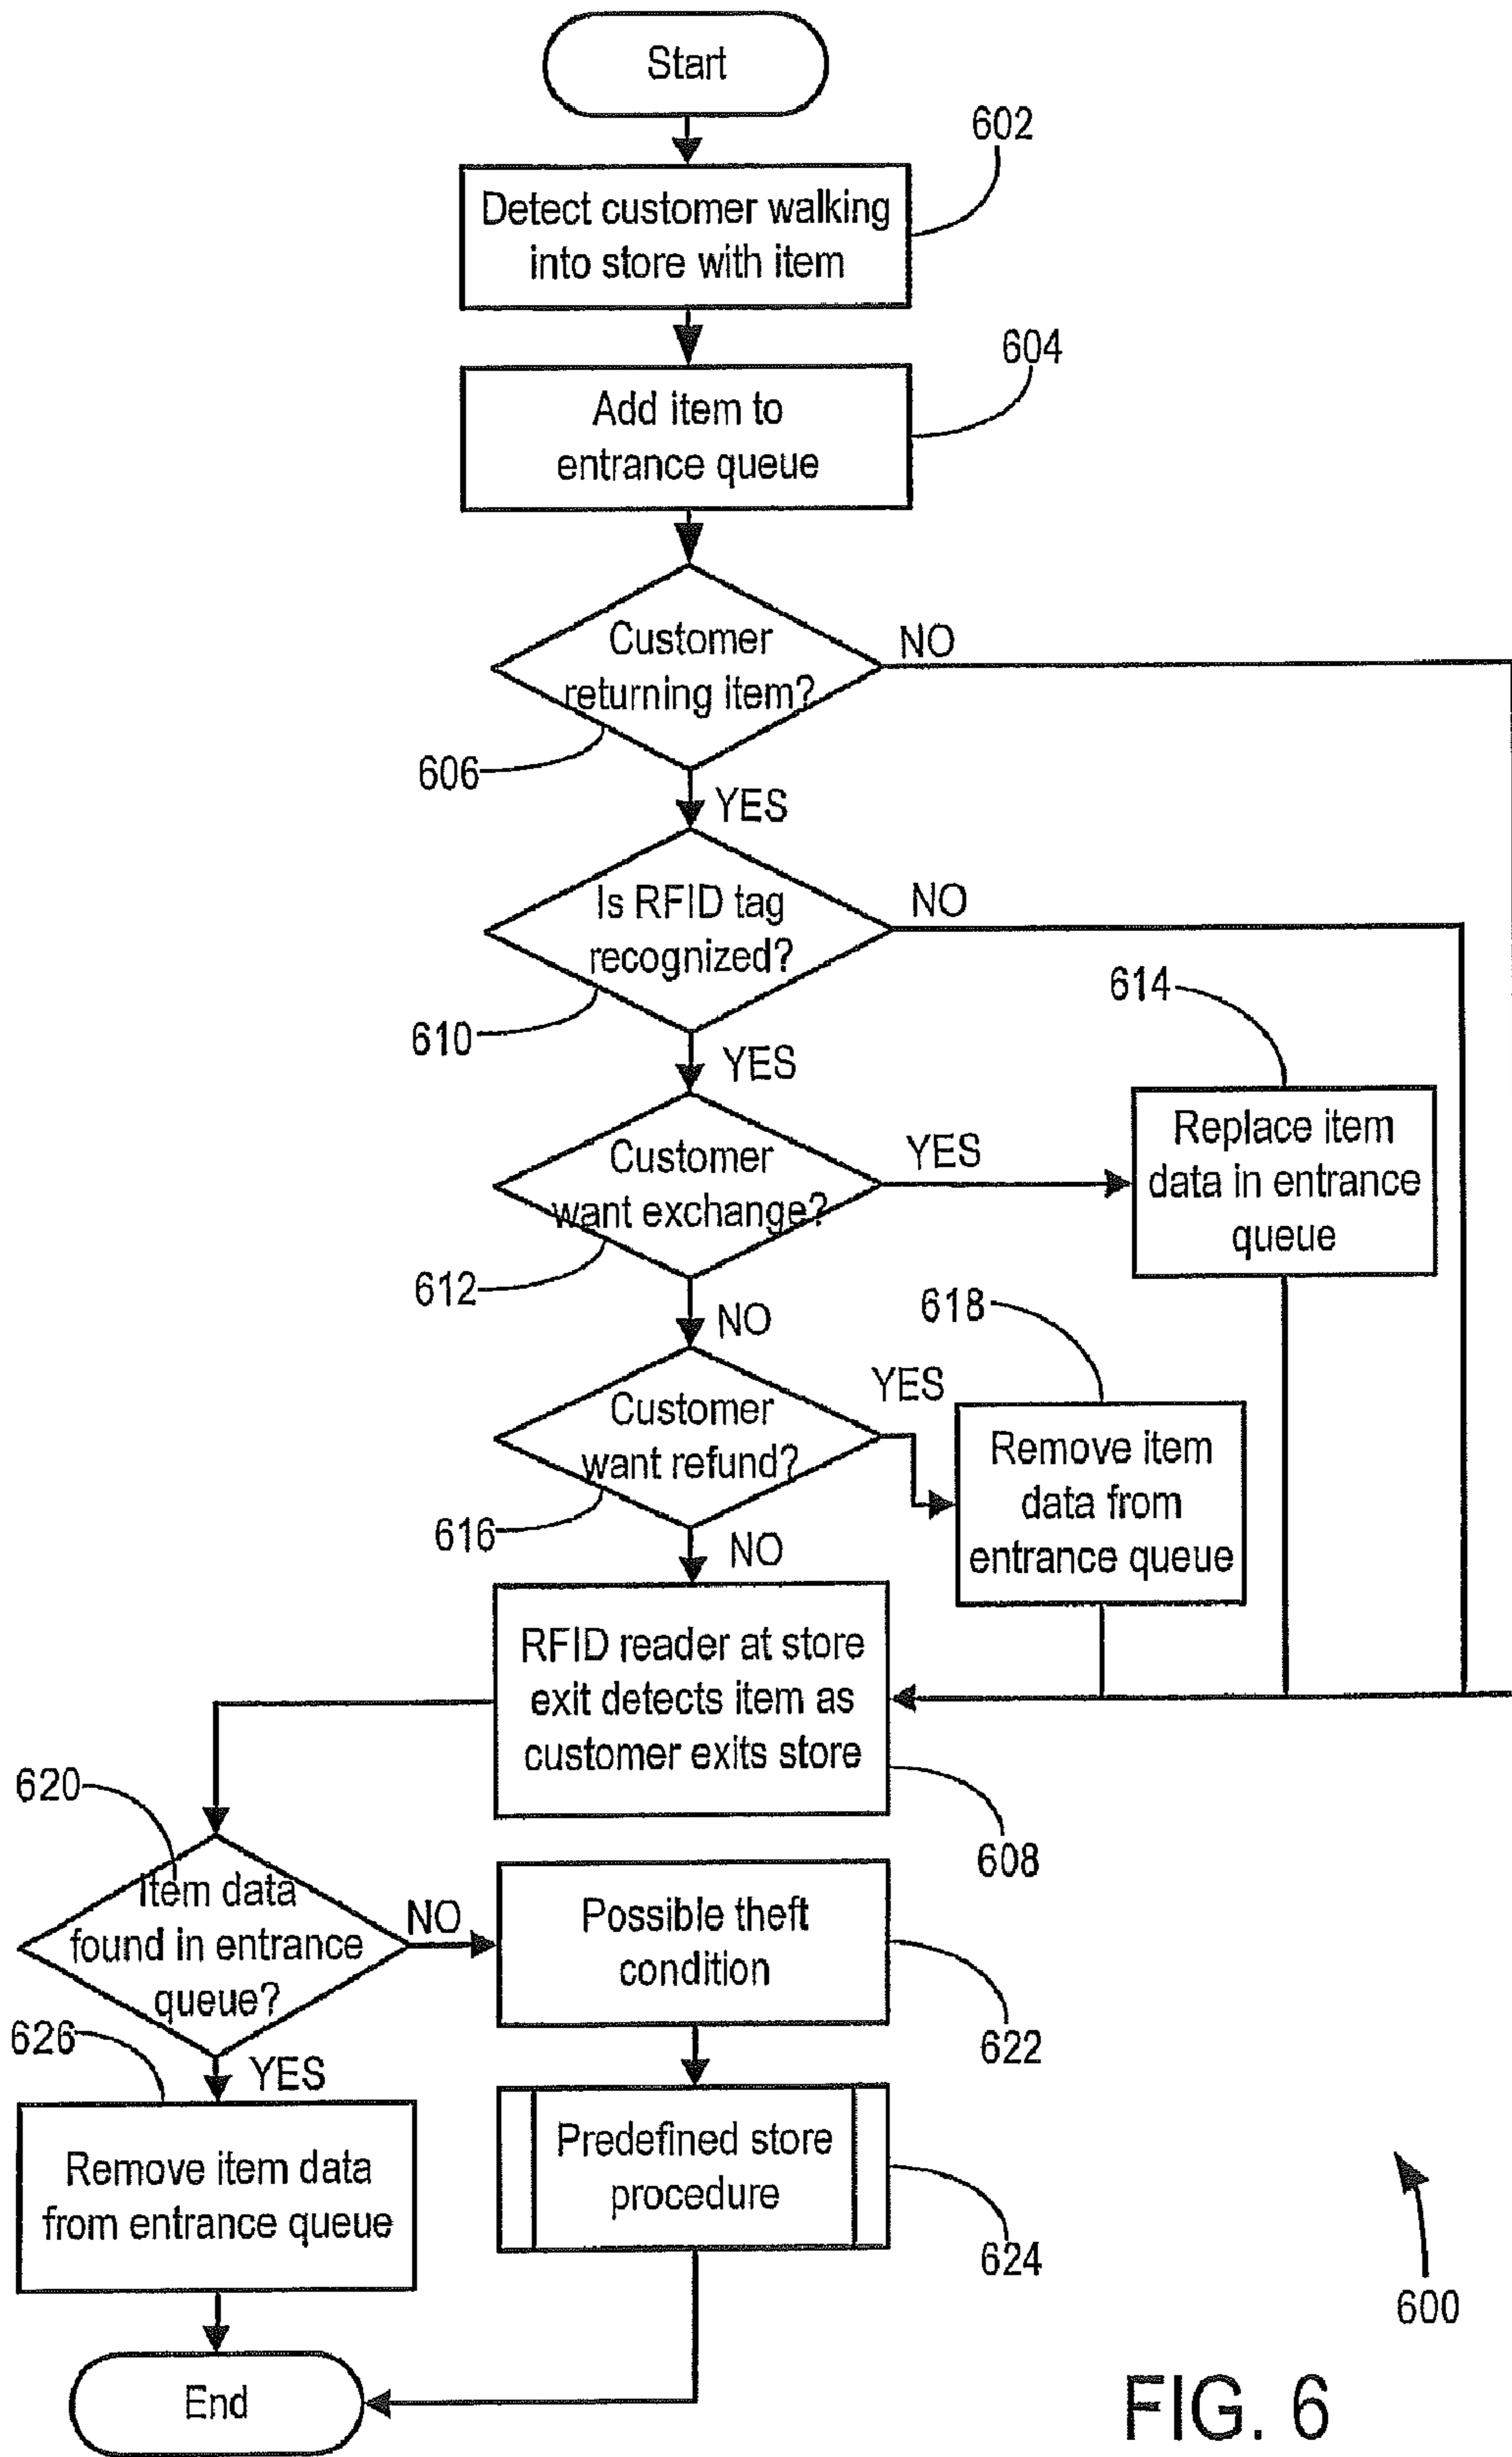 Start
602
Detect customer walking
into store with item
604
Add item to
entrance queue
Customer
returning item?
NO
606
YES
Is RFID tag
recognized?
NO
610
YES
614
Replace item
data in entrance
queue
Customer
want exchange?
YES
612
NO
618
Customer
want refund?
YES
Remove item
data from
entrance queue
616
NO
RFID reader at store
exit detects item as
customer exits store
608
620
Item data
found in entrance
queue?
NO
Possible theft
condition
622
626
YES
Remove item data
from entrance queue
Predefined store
procedure
624
600
End
FIG. 6